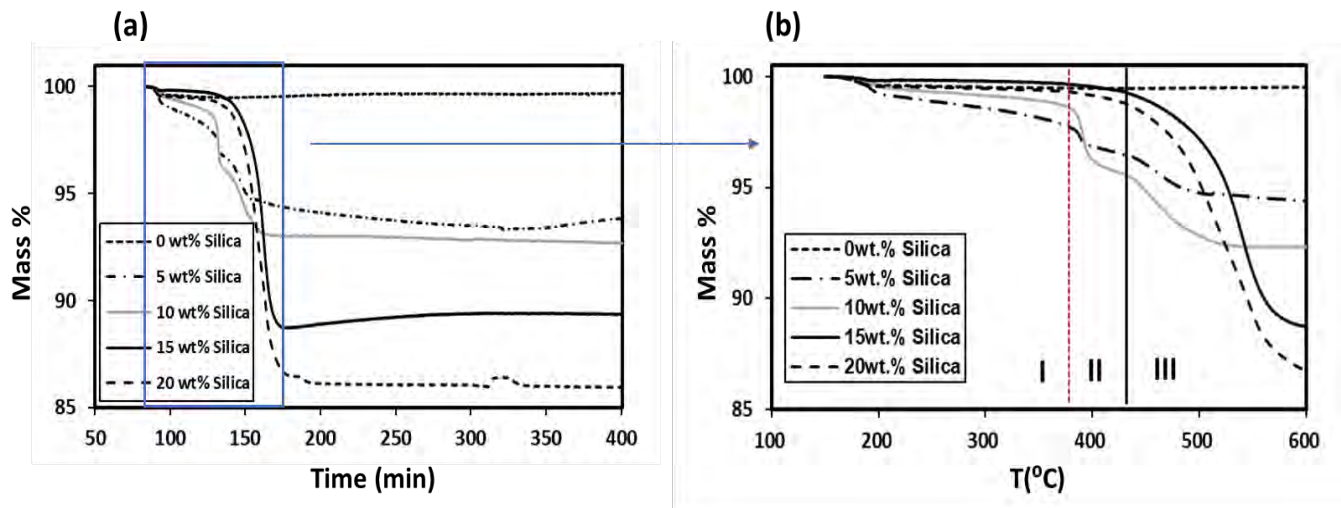 (a)
100
95
90
85
Mass %
0 wt% Silica
5 wt% Silica
10 wt% Silica
15 wt% Silica
20 wt% Silica
50 100 150 200 250 300 350 400
Time (min)
(b)
100
95
90
85
Mass %
0wt.% Silica
5wt.% Silica
10wt.% Silica
15wt.% Silica
20wt.% Silica
I II III
100 200 300 400 500 600
T(⁰C)